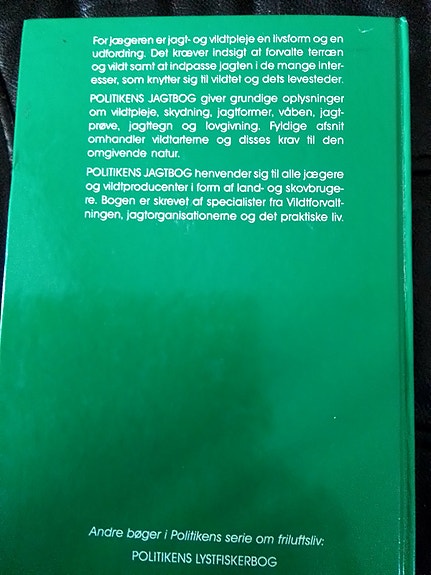 For jægeren er jagt- og vildtpleje en livsform og en
udfordring. Det kræver indsigt at forvalte terræn
og vildt samt at indpasse jagten i de mange inter-
esser, som knytter sig til vildtet og dets levesteder.
POLITIKENS JAGTBOG giver grundige oplysninger
om vildtpleje, skydning, jagtformer, våben, jagt-
prøve, jagttegn og lovgivning. Fyldige afsnit
omhandler vildtarterne og disses krav til den
omgivende natur.
POLITIKENS JAGTBOG henvender sig til alle jægere
og vildtproducenter i form af land- og skovbruge-
re. Bogen er skrevet af specialister fra Vildtforvalt-
ningen, jagtorganisationerne og det praktiske liv.
Andre bøger i Politikens serie om friluftsliv:
POLITIKENS LYSTFISKERBOG